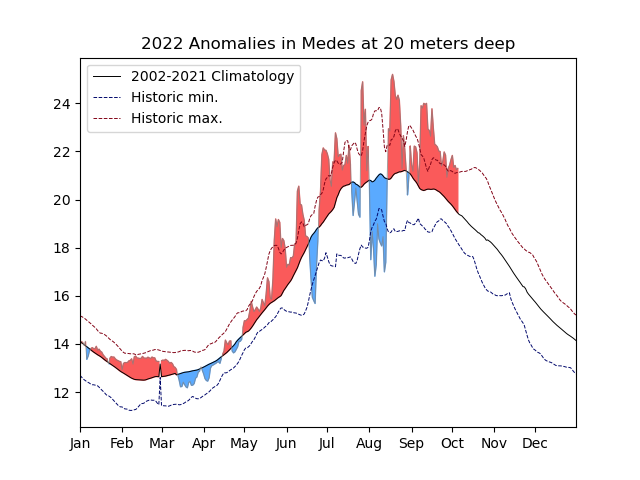 2022 Anomalies in Medes at 20 meters deep
2002-2021 Climatology
Historic min.
Historic max.
24
22
20
18
16
14
12
Jan Feb Mar Apr May Jun Jul Aug Sep Oct Nov Dec